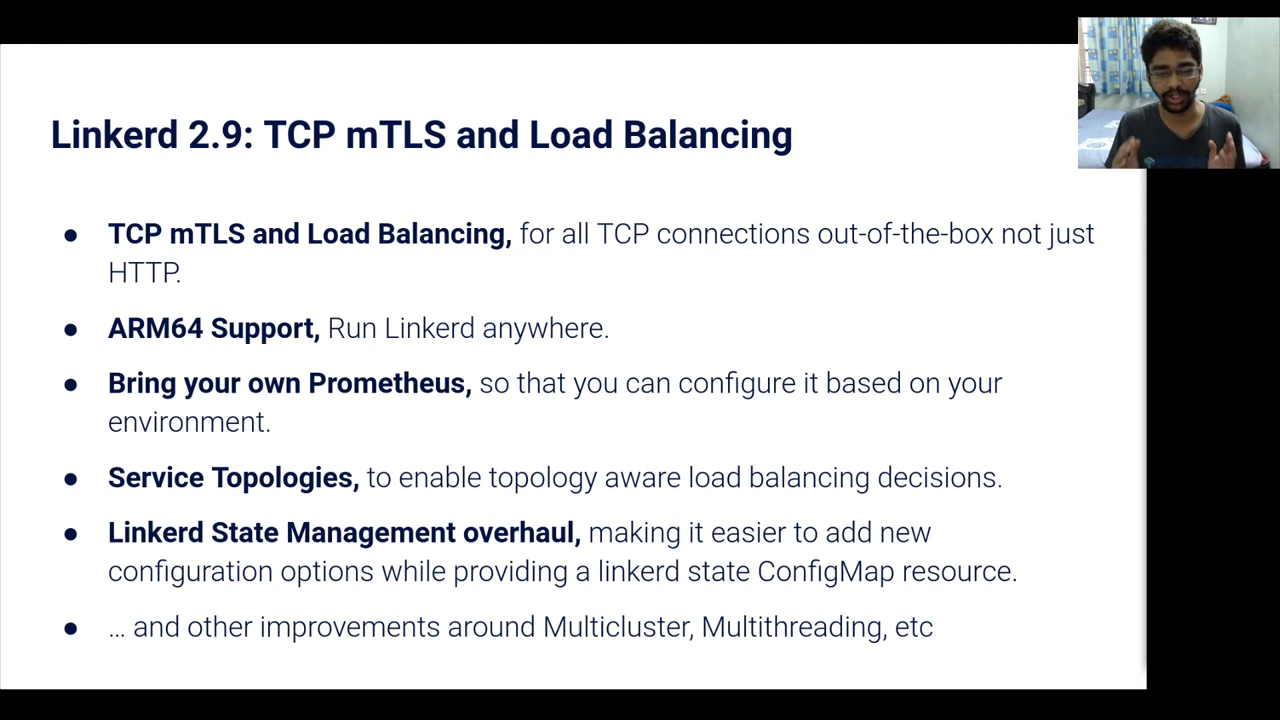 Linkerd 2.9: TCP mTLS and Load Balancing
● TCP mTLS and Load Balancing, for all TCP connections out-of-the-box not just
HTTP.
● ARM64 Support, Run Linkerd anywhere.
● Bring your own Prometheus, so that you can configure it based on your
environment.
● Service Topologies, to enable topology aware load balancing decisions.
● Linkerd State Management overhaul, making it easier to add new
configuration options while providing a linkerd state ConfigMap resource.
● … and other improvements around Multicluster, Multithreading, etc